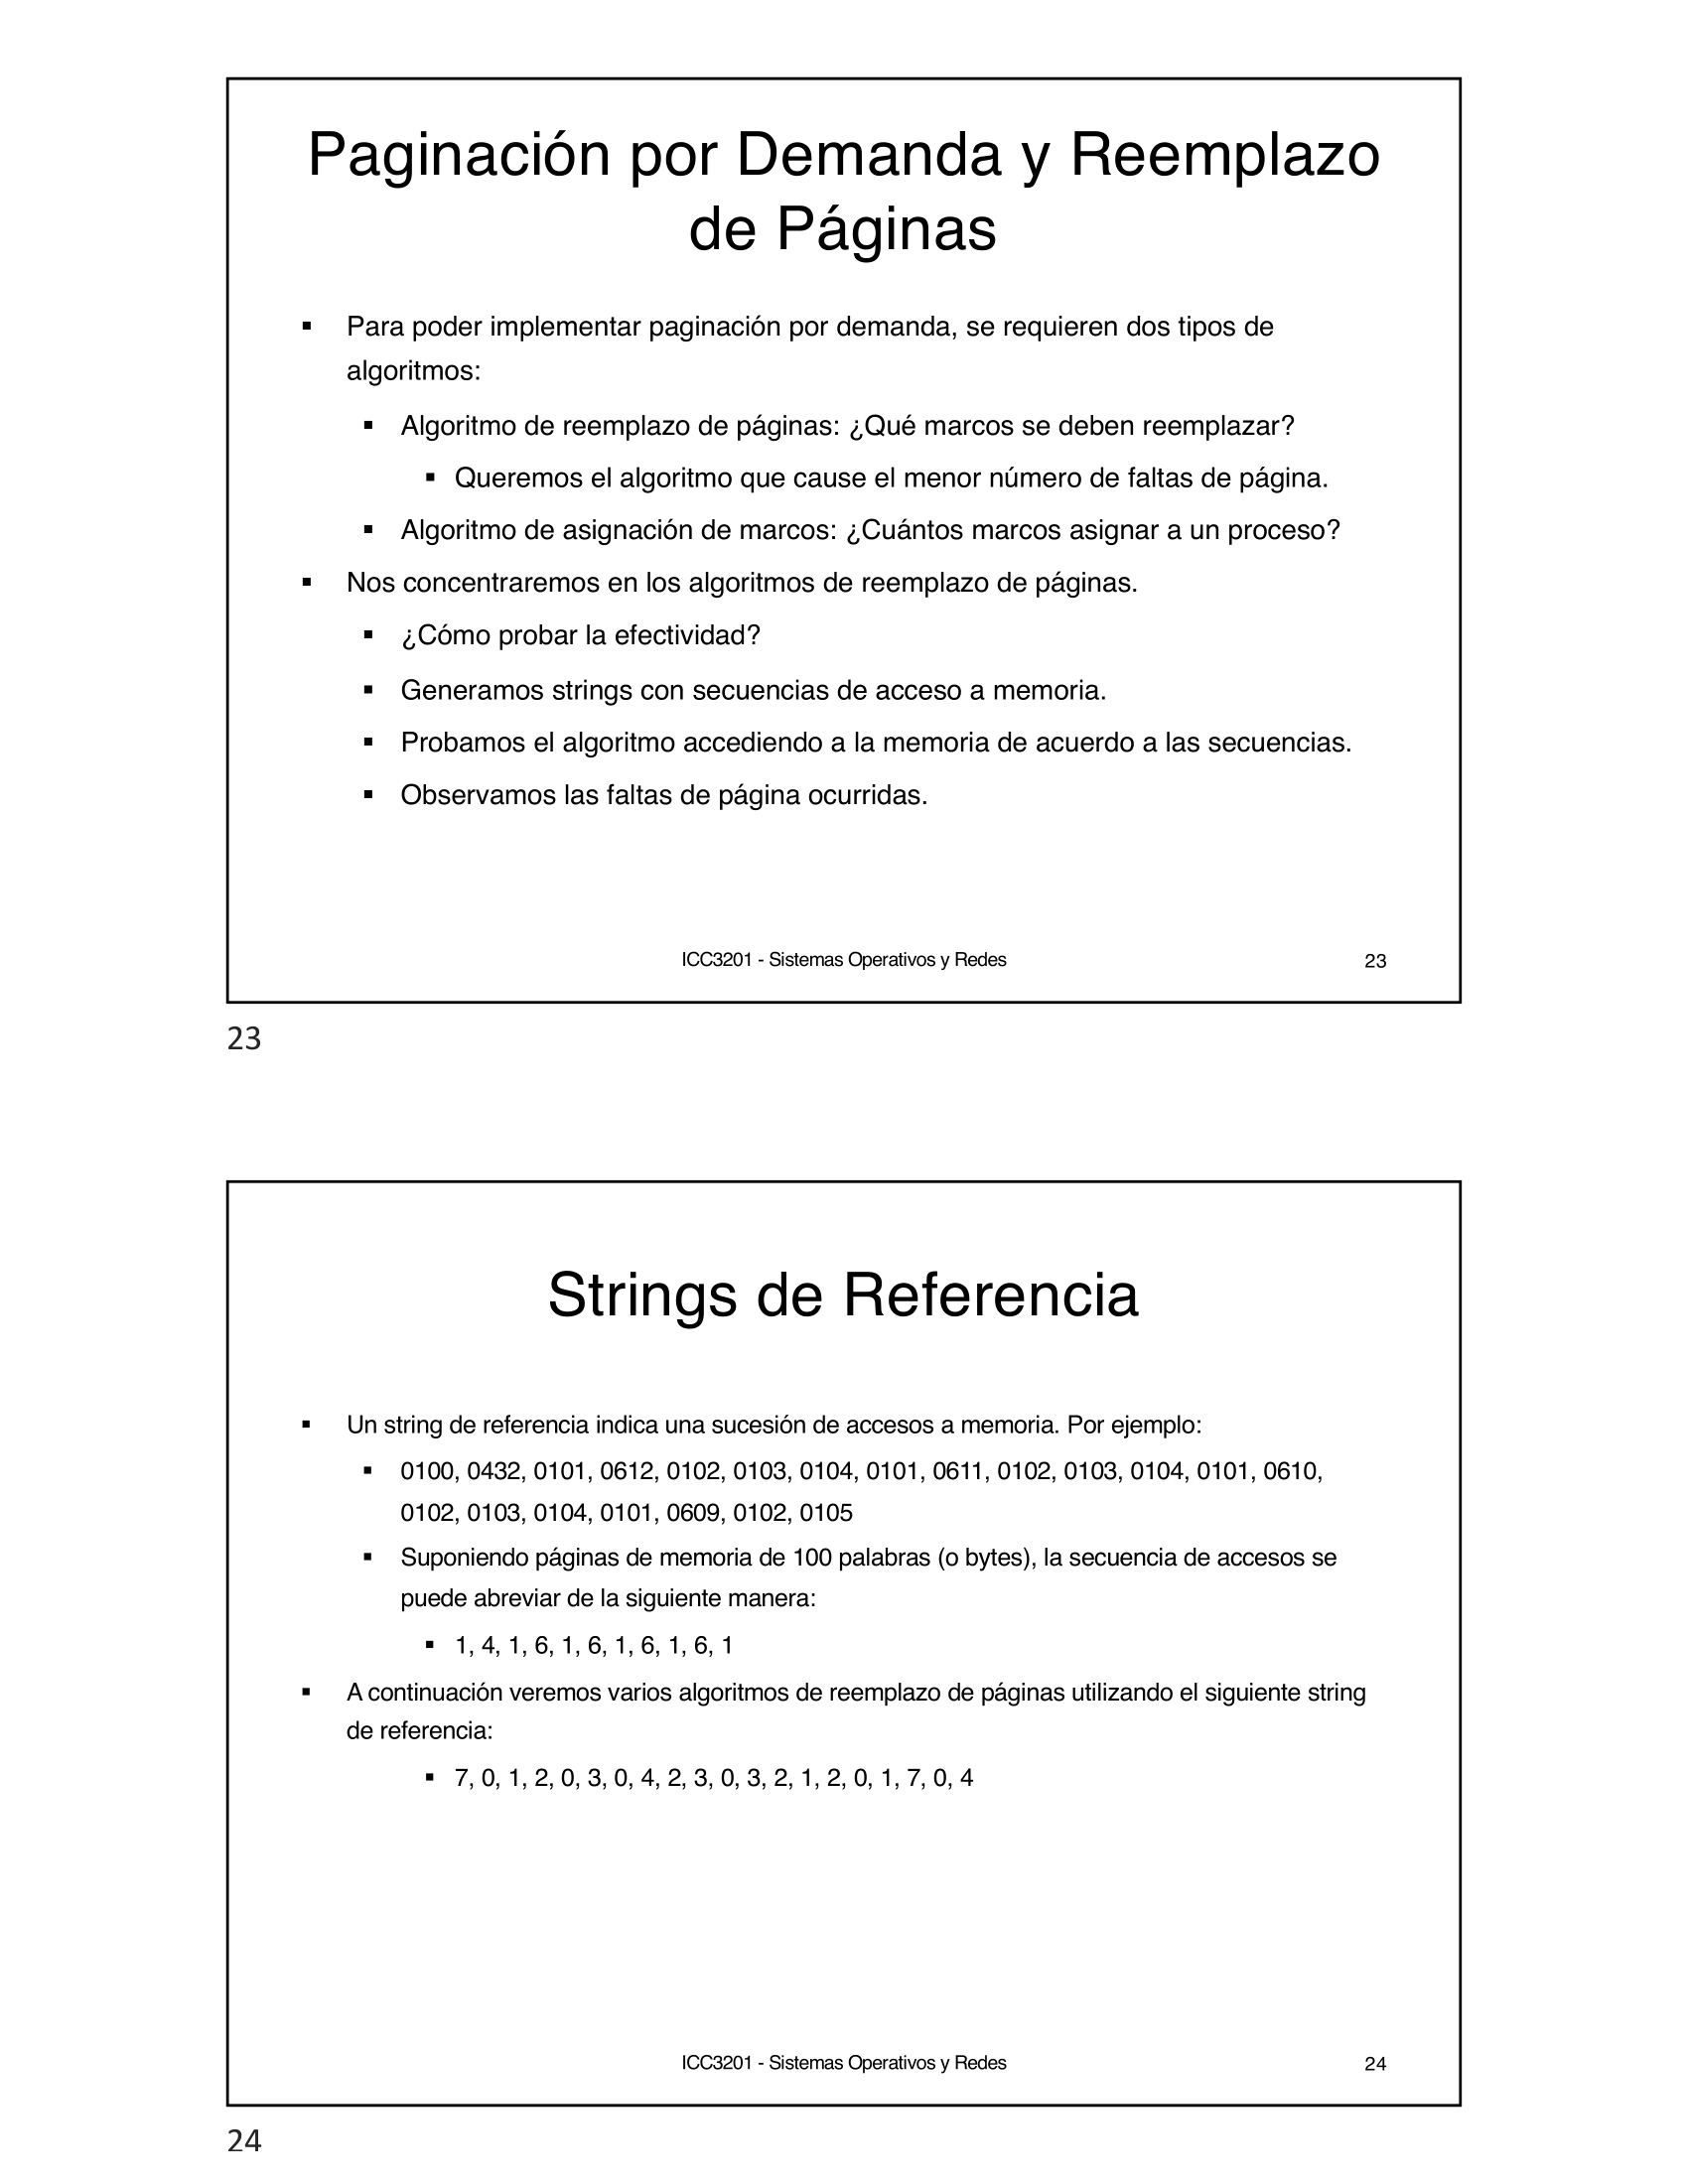 Paginación por Demanda y Reemplazo
de Páginas
▪ Para poder implementar paginación por demanda, se requieren dos tipos de
algoritmos:
▪ Algoritmo de reemplazo de páginas: ¿Qué marcos se deben reemplazar?
▪ Queremos el algoritmo que cause el menor número de faltas de página.
▪ Algoritmo de asignación de marcos: ¿Cuántos marcos asignar a un proceso?
▪ Nos concentraremos en los algoritmos de reemplazo de páginas.
▪ ¿Cómo probar la efectividad?
▪ Generamos strings con secuencias de acceso a memoria.
▪ Probamos el algoritmo accediendo a la memoria de acuerdo a las secuencias.
▪ Observamos las faltas de página ocurridas.
ICC3201 - Sistemas Operativos y Redes 23
23
Strings de Referencia
▪ Un string de referencia indica una sucesión de accesos a memoria. Por ejemplo:
▪ 0100, 0432, 0101, 0612, 0102, 0103, 0104, 0101, 0611, 0102, 0103, 0104, 0101, 0610,
0102, 0103, 0104, 0101, 0609, 0102, 0105
▪ Suponiendo páginas de memoria de 100 palabras (o bytes), la secuencia de accesos se
puede abreviar de la siguiente manera:
▪ 1, 4, 1, 6, 1, 6, 1, 6, 1, 6, 1
▪ A continuación veremos varios algoritmos de reemplazo de páginas utilizando el siguiente string
de referencia:
▪ 7, 0, 1, 2, 0, 3, 0, 4, 2, 3, 0, 3, 2, 1, 2, 0, 1, 7, 0, 4
ICC3201 - Sistemas Operativos y Redes 24
24